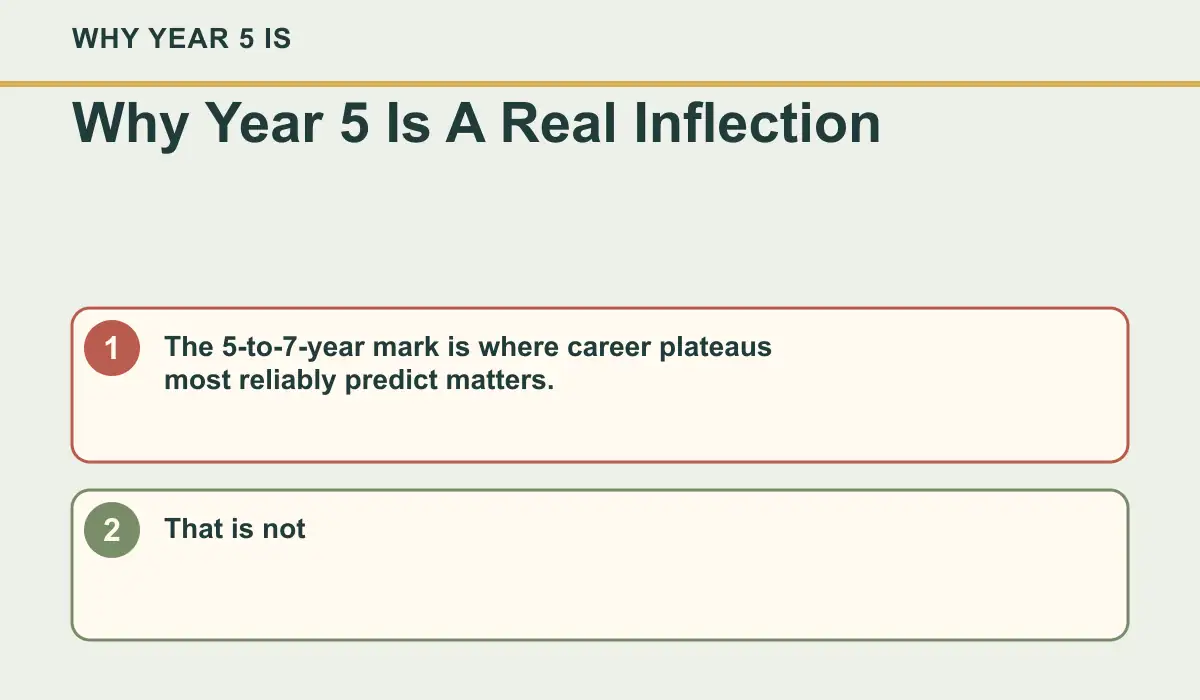 WHY YEAR 5 IS
Why Year 5 Is A Real Inflection
1
The 5-to-7-year mark is where career plateaus
most reliably predict matters.
2
That is not